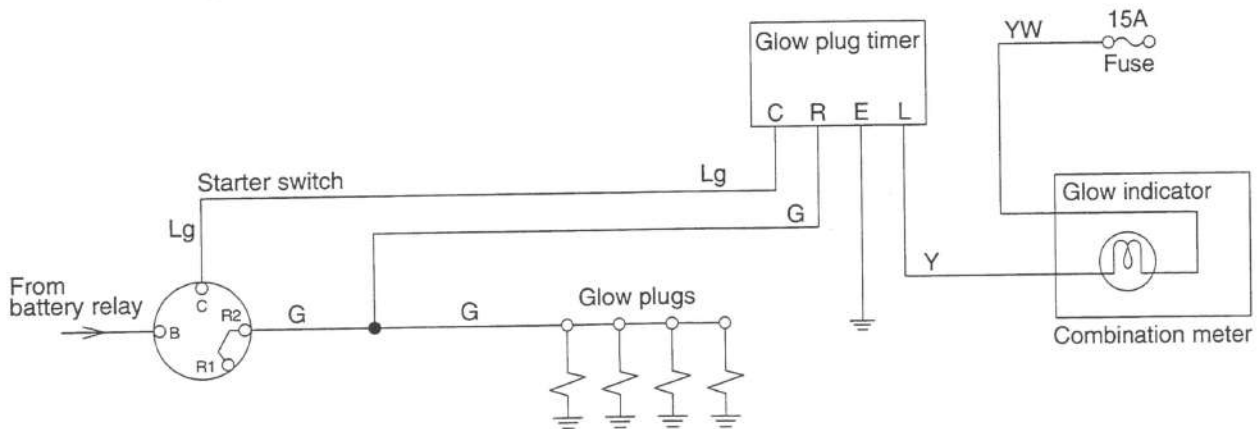 15A
YW
Fuse
Glow plug timer
C R E L
Starter switch
Lg
Lg
G
Glow indicator
Y
From
battery relay
C
B
R2
R1
G
G
Glow plugs
Combination meter